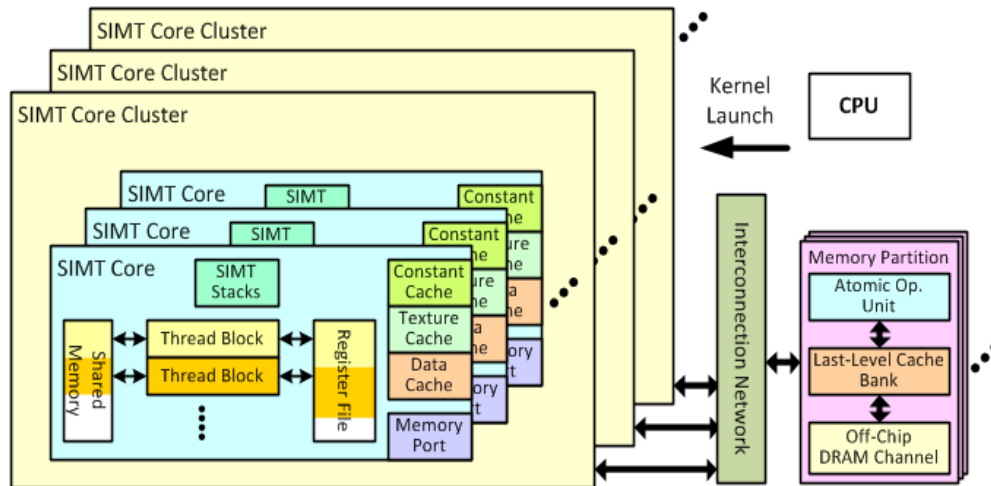 SIMT Core Cluster
SIMT Core Cluster
SIMT Core Cluster
Kernel
Launch
CPU
SIMT Core
SIMT
Constant
SIMT Core
SIMT
Constant
SIMT Core
SIMT
Stacks
Constant
Cache
Texture
Cache
Data
Cache
Memory
Port
Shared
Memory
Thread Block
Thread Block
Register File
Interconnection Network
Memory Partition
Atomic Op.
Unit
Last-Level Cache
Bank
Off-Chip
DRAM Channel